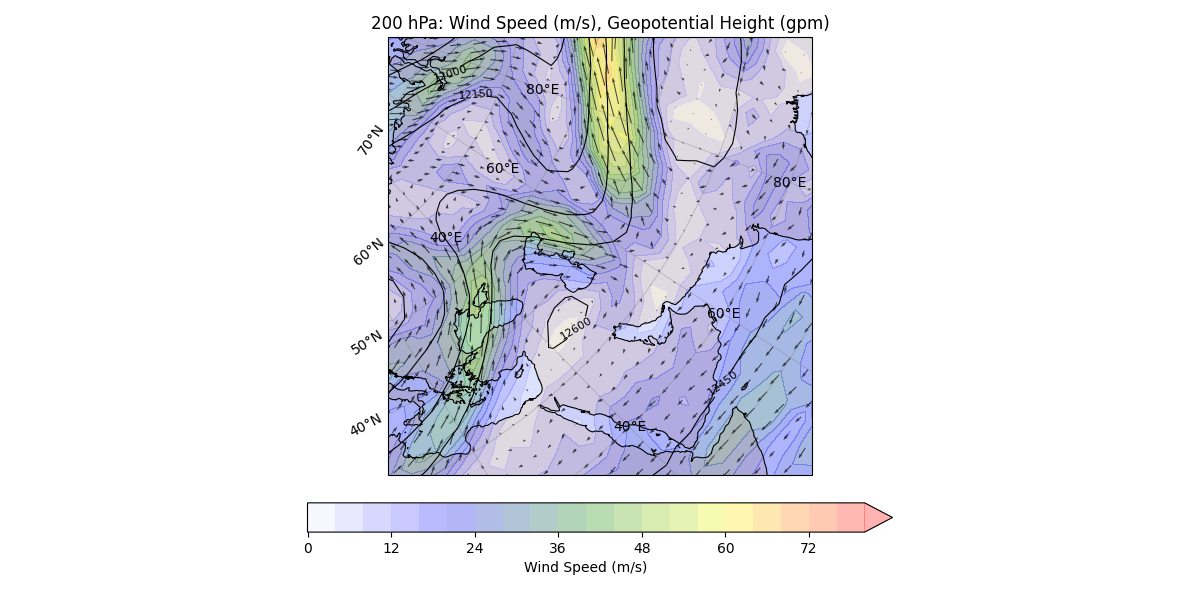 200 hPa: Wind Speed (m/s), Geopotential Height (gpm)
12000
12150
80°E
70°N
60°E
80°E
40°E
60°N
60°E
12600
50°N
12450
40°N
40°E
0 12 24 36 48 60 72
Wind Speed (m/s)